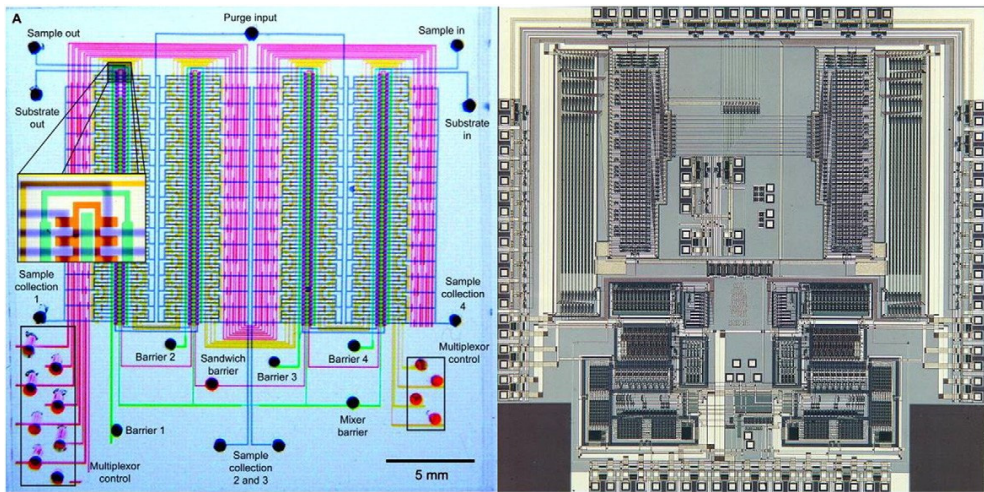 A
Purge input
Sample out
Sample in
Substrate
out
Substrate
in
Sample
collection
1
Sample
collection
4
Barrier 2
Sandwich
barrier
Barrier 3
Barrier 4
Multiplexor
control
Mixer
barrier
Barrier 1
Multiplexor
control
Sample
collection
2 and 3
5 mm